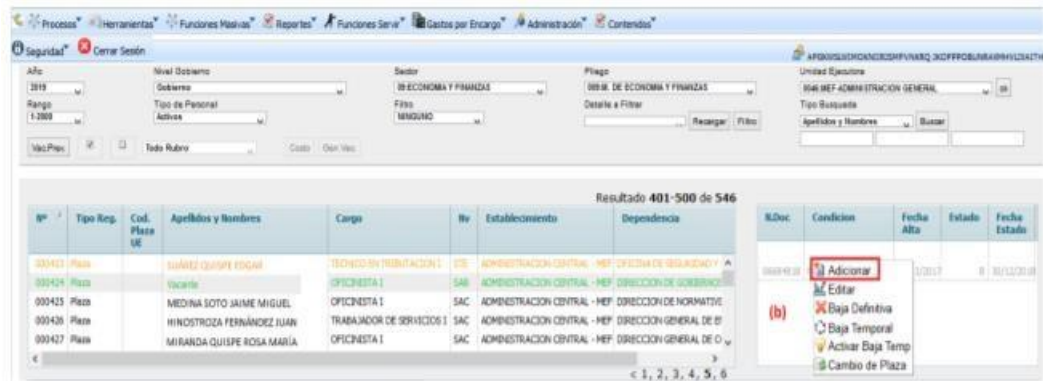 Procesos Herramientas Funciones Masivas Reportes Funciones Servir Gastos por Encargo Administración Contenidos
Seguridad Cerrar Sesión
Año Nivel Gobierno Sector Pliego Unidad Ejecutora
2019 Gobierno 09:ECONOMIA Y FINANZAS 009:M. DE ECONOMIA Y FINANZAS 0046:MEF-ADMINISTRACION GENERAL
Rango Tipo de Personal Filtro Detalle a Filtrar Tipo Busqueda
1-2000 Activos NINGUNO Recargar Filtro Apellidos y Nombres Buscar
Vac.Prev Todo Rubro Costo Gen.Vac
Resultado 401-500 de 546
Nº Tipo Reg. Cod. Plaza UE Apellidos y Nombres Cargo Nv Establecimiento Dependencia N.Doc Condicion Fecha Alta Estado Fecha Estado
000423 Plaza SUÁREZ QUISPE EDGAR TECNICO EN TRIBUTACION I STE ADMINISTRACION CENTRAL - MEF OFICINA DE SEGURIDAD Y
000424 Plaza Vacante OFICINISTA I SAB ADMINISTRACION CENTRAL - MEF DIRECCION DE GOBIERNOS
000425 Plaza MEDINA SOTO JAIME MIGUEL OFICINISTA I SAC ADMINISTRACION CENTRAL - MEF DIRECCION DE NORMATIVI
000426 Plaza HINOSTROZA FERNÁNDEZ JUAN TRABAJADOR DE SERVICIOS I SAC ADMINISTRACION CENTRAL - MEF DIRECCION GENERAL DE
000427 Plaza MIRANDA QUISPE ROSA MARÍA OFICINISTA I SAC ADMINISTRACION CENTRAL - MEF DIRECCION GENERAL DE
< 1, 2, 3, 4, 5, 6
Adicionar
Editar
(b) Baja Definitiva
Baja Temporal
Activar Baja Temp
Cambio de Plaza